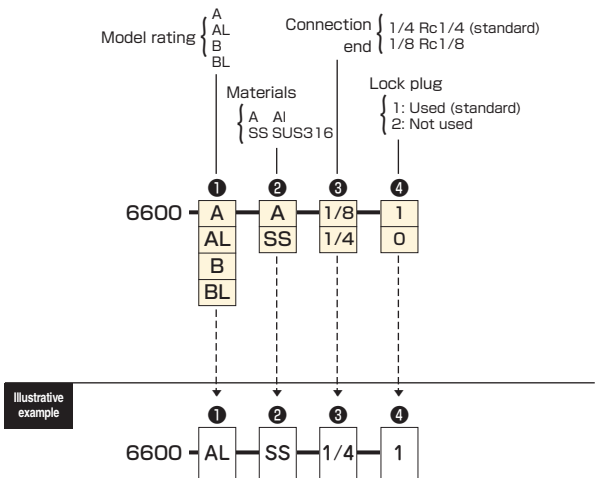 Model rating { A
AL
B
BL
Connection end { 1/4 Rc1/4 (standard)
1/8 Rc1/8
Materials
{ A Al
SS SUS316
Lock plug
{ 1: Used (standard)
2: Not used
❶ ❷ ❸ ❹
6600 A A 1/8 1
AL SS 1/4 0
B
BL
Illustrative
example
❶ ❷ ❸ ❹
6600 AL SS 1/4 1